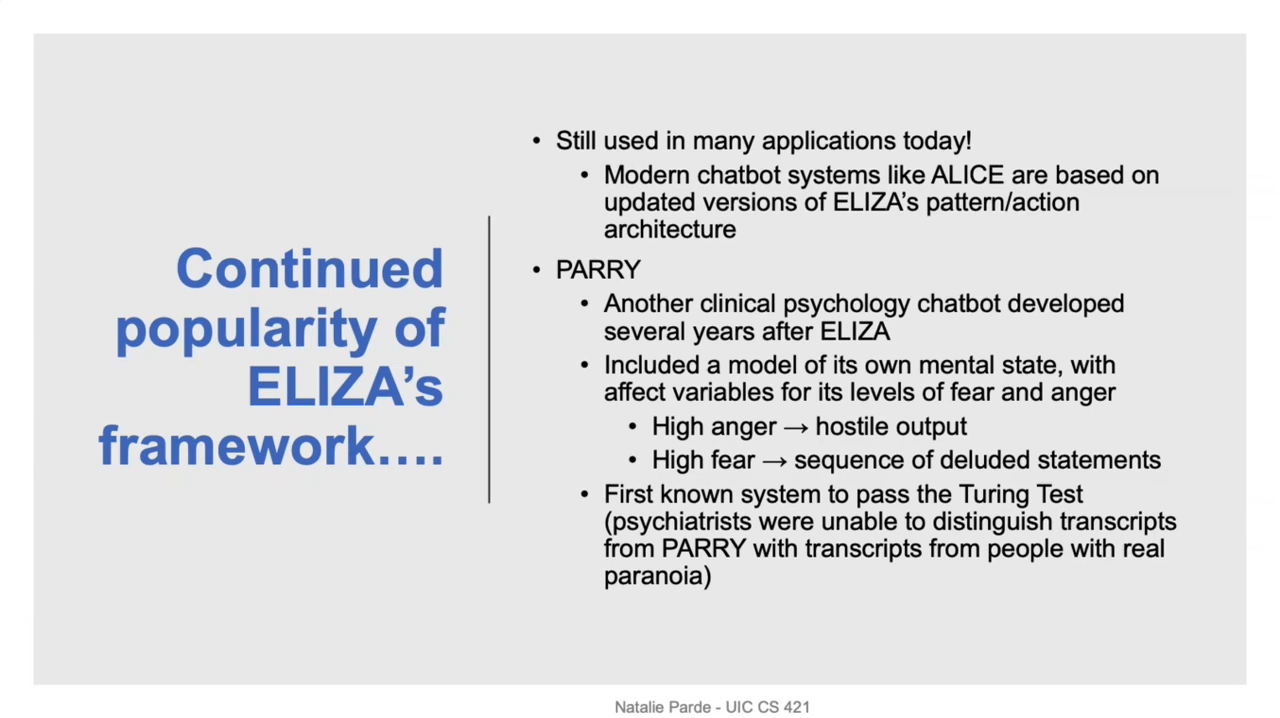 Continued
popularity of
ELIZA’s
framework….
• Still used in many applications today!
• Modern chatbot systems like ALICE are based on
updated versions of ELIZA’s pattern/action
architecture
• PARRY
• Another clinical psychology chatbot developed
several years after ELIZA
• Included a model of its own mental state, with
affect variables for its levels of fear and anger
• High anger → hostile output
• High fear → sequence of deluded statements
• First known system to pass the Turing Test
(psychiatrists were unable to distinguish transcripts
from PARRY with transcripts from people with real
paranoia)
Natalie Parde - UIC CS 421